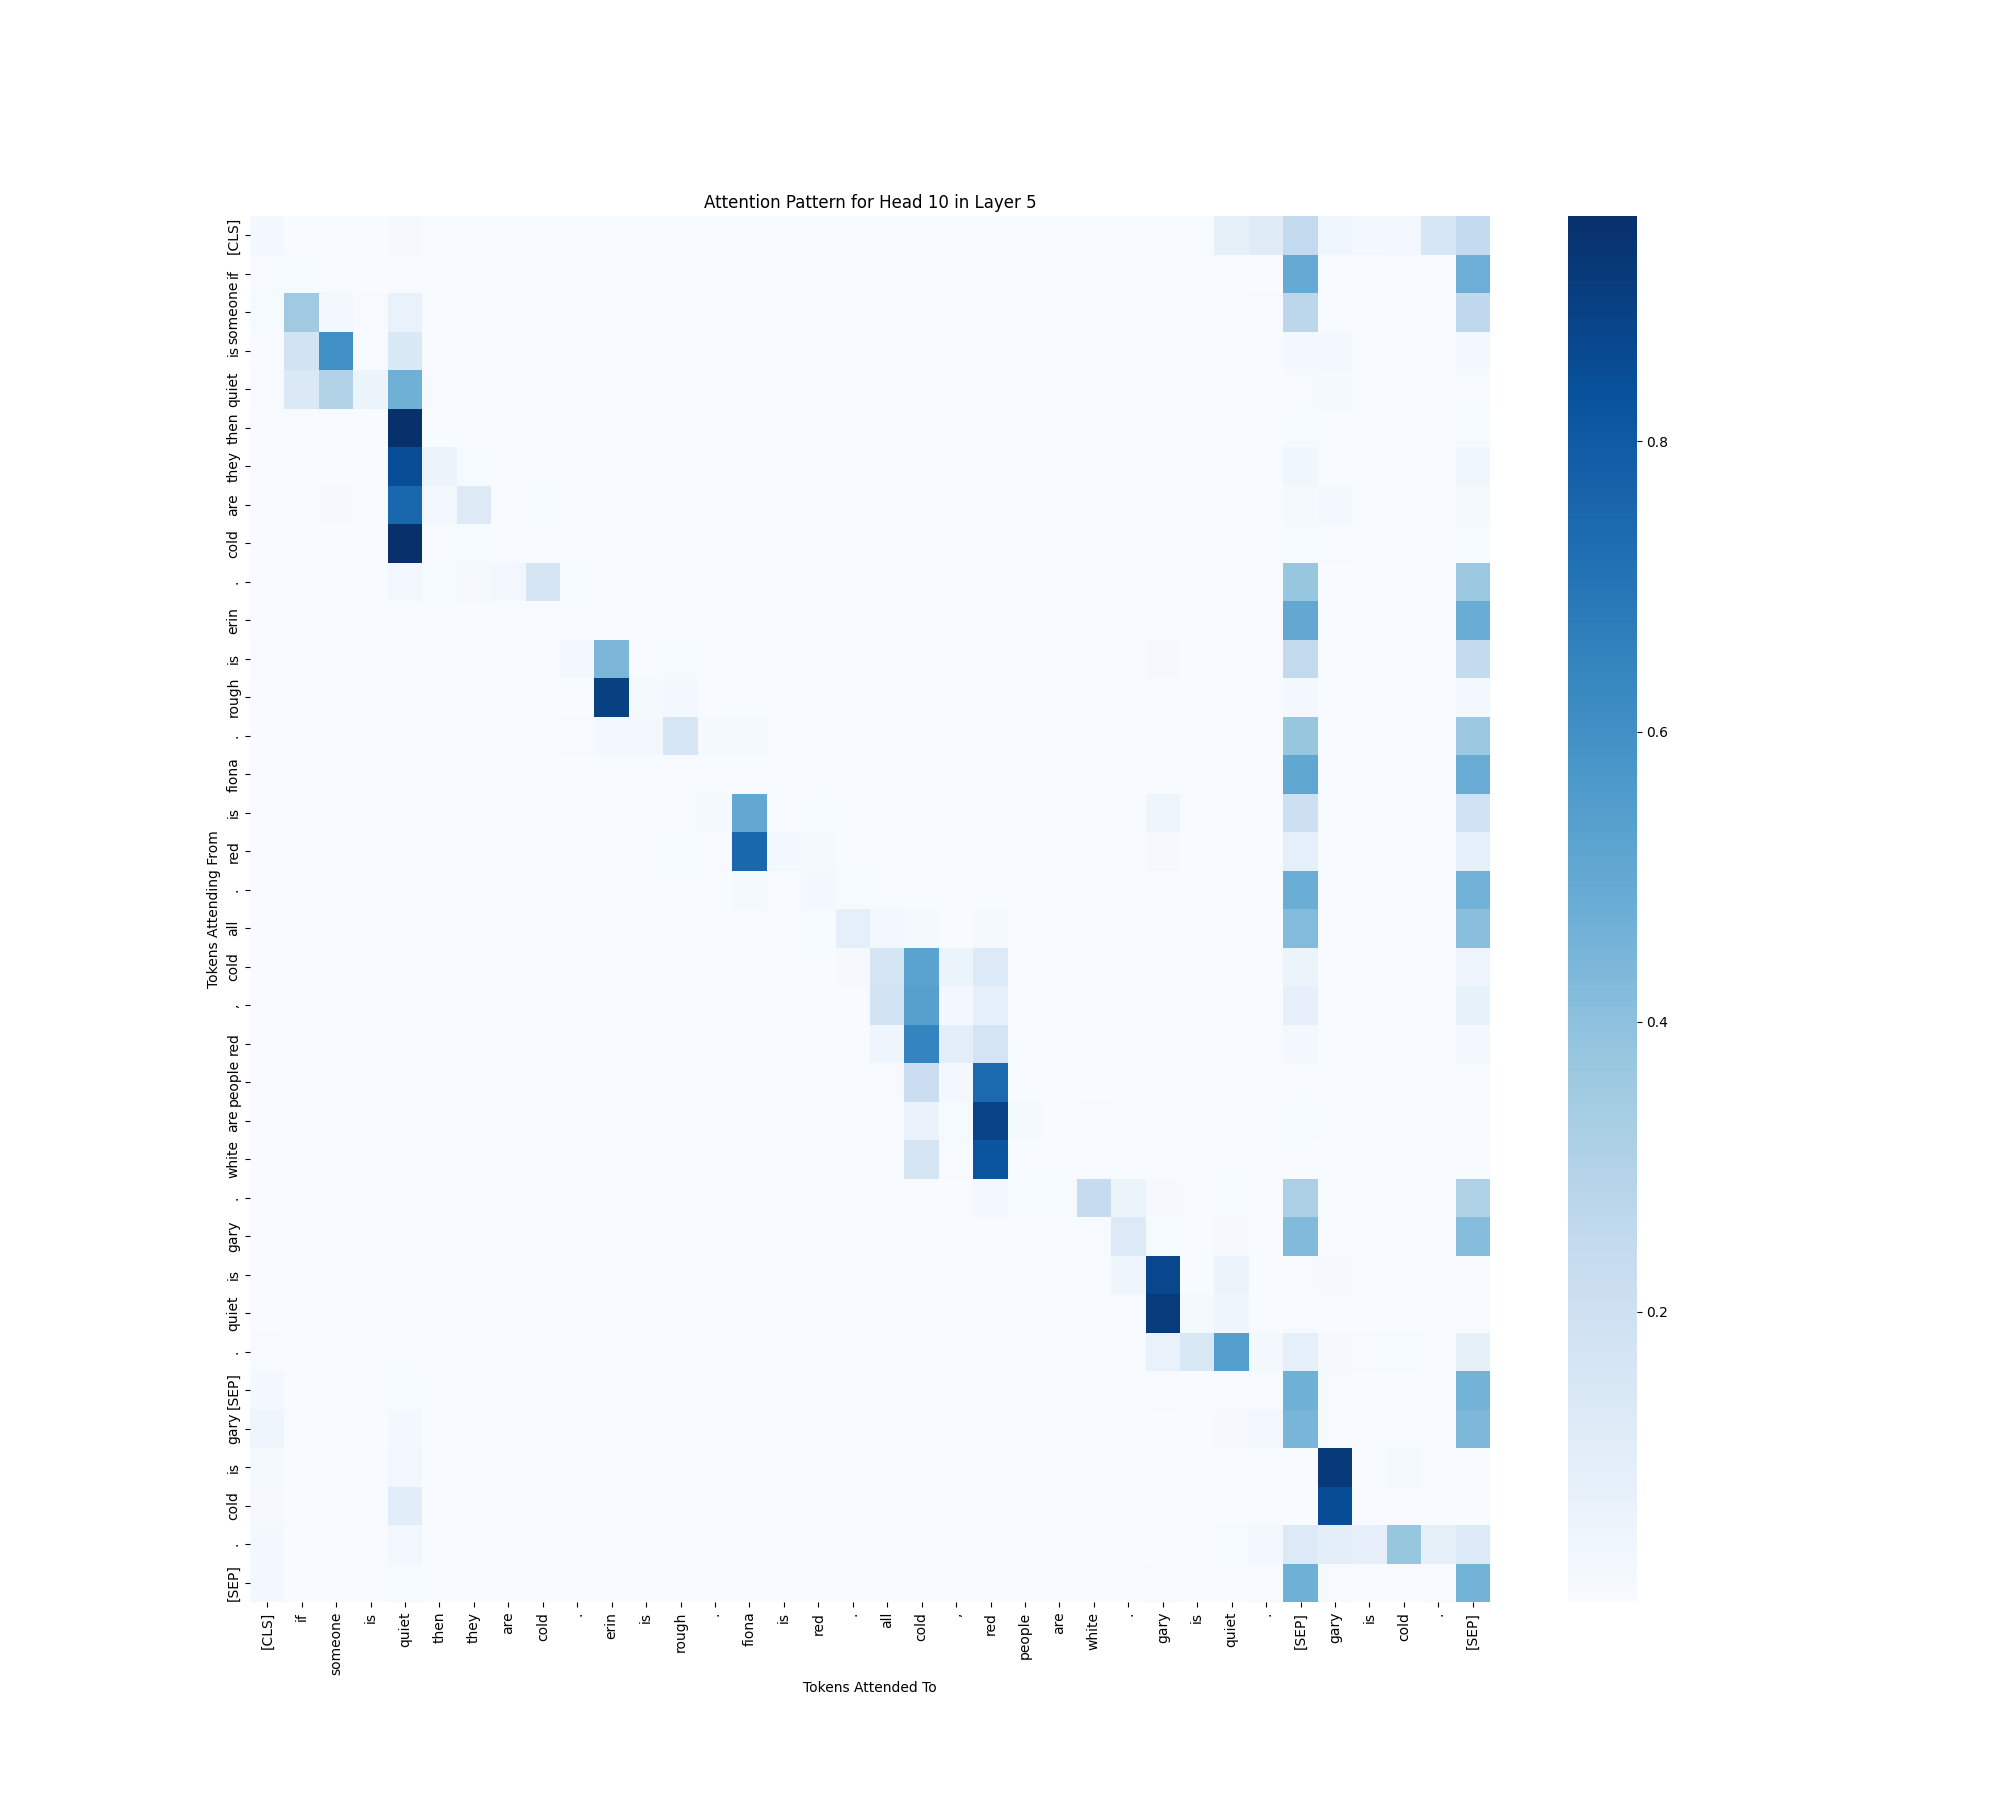 Attention Pattern for Head 10 in Layer 5
Tokens Attending From
[CLS]
if
someone
is
quiet
then
they
are
cold
.
erin
is
rough
.
fiona
is
red
.
all
cold
,
red
people
are
white
.
gary
is
quiet
.
[SEP]
gary
is
cold
.
[SEP]
[CLS]
if
someone
is
quiet
then
they
are
cold
.
erin
is
rough
.
fiona
is
red
.
all
cold
,
red
people
are
white
.
gary
is
quiet
.
[SEP]
gary
is
cold
.
[SEP]
Tokens Attended To
0.8
0.6
0.4
0.2